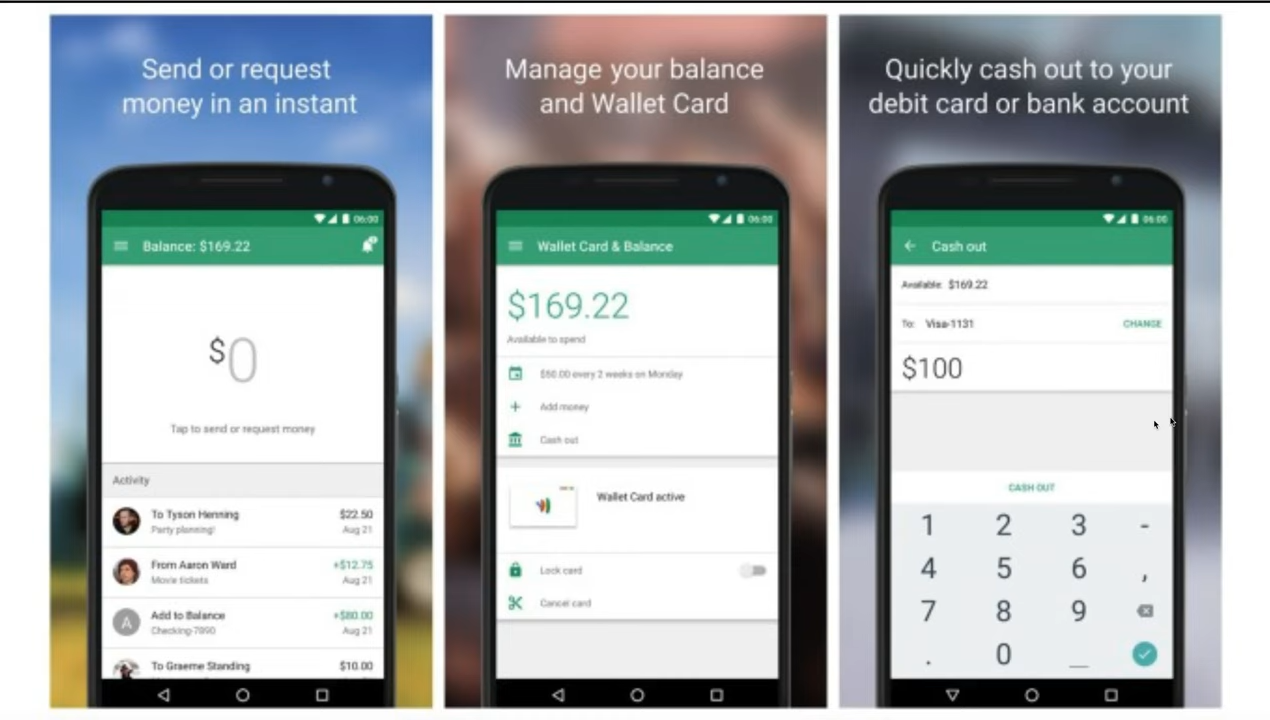 Send or request
money in an instant
06:00
Balance: $169.22
$0
Tap to send or request money
Activity
To Tyson Henning $22.50
Party planning! Aug 21
From Aaron Ward +$12.75
Movie tickets Aug 21
A Add to Balance +$80.00
Checking-7890 Aug 21
To Graeme Standing $10.00
Manage your balance
and Wallet Card
06:00
Wallet Card & Balance
$169.22
Available to spend
$50.00 every 2 weeks on Monday
Add money
Cash out
Wallet Card active
Lock card
Cancel card
Quickly cash out to your
debit card or bank account
06:00
Cash out
Available: $169.22
To: Visa-1131 CHANGE
$100
CASH OUT
1 2 3 -
4 5 6 ,
7 8 9
. 0 _